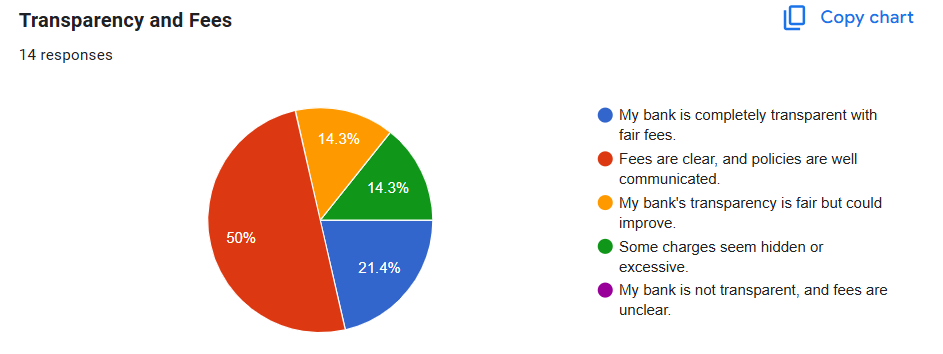 Transparency and Fees
Copy chart
14 responses
14.3%
14.3%
50%
21.4%
My bank is completely transparent with
fair fees.
Fees are clear, and policies are well
communicated.
My bank's transparency is fair but could
improve.
Some charges seem hidden or
excessive.
My bank is not transparent, and fees are
unclear.